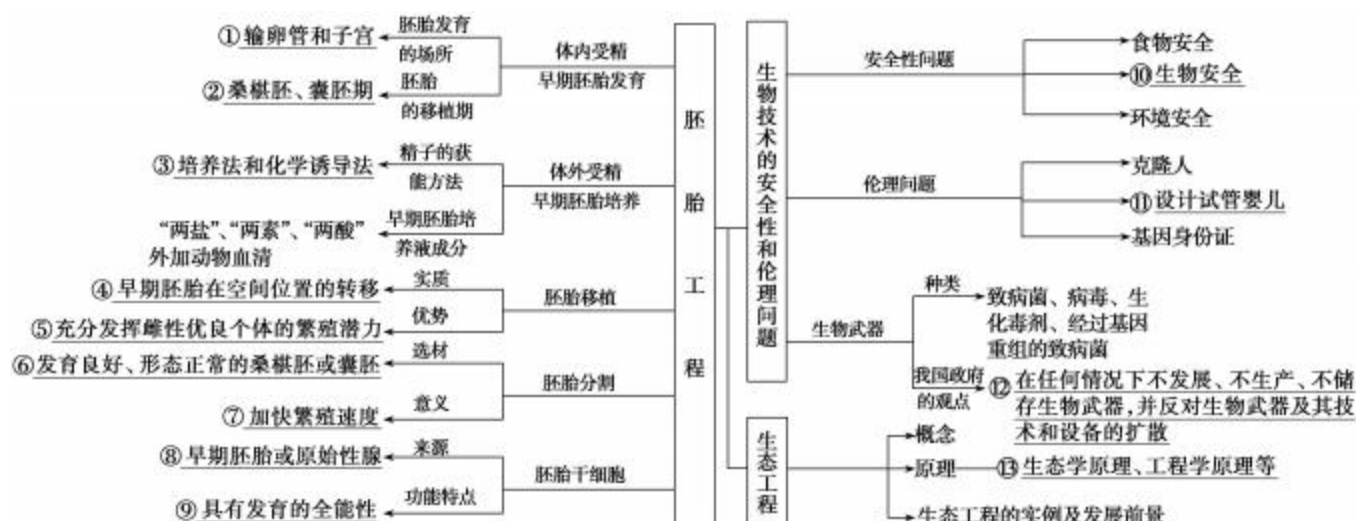 ①输卵管和子宫
胚胎发育
的场所
②桑椹胚、囊胚期
胚胎
的移植期
体内受精
早期胚胎发育
③培养法和化学诱导法
精子的获
能方法
“两盐”、“两素”、“两酸”
外加动物血清
早期胚胎培
养液成分
体外受精
早期胚胎培养
④早期胚胎在空间位置的转移
实质
⑤充分发挥雌性优良个体的繁殖潜力
优势
胚胎移植
⑥发育良好、形态正常的桑椹胚或囊胚
选材
⑦加快繁殖速度
意义
胚胎分割
⑧早期胚胎或原始性腺
来源
⑨具有发育的全能性
功能特点
胚胎干细胞
胚胎工程
生物技术的安全性和伦理问题
安全性问题
食物安全
⑩生物安全
环境安全
伦理问题
克隆人
⑪设计试管婴儿
基因身份证
生物武器
种类
致病菌、病毒、生
化毒剂、经过基因
重组的致病菌
我国政府
的观点
⑫在任何情况下不发展、不生产、不储
存生物武器,并反对生物武器及其技
术和设备的扩散
生态工程
概念
原理
⑬生态学原理、工程学原理等
生态工程的实例及发展前景